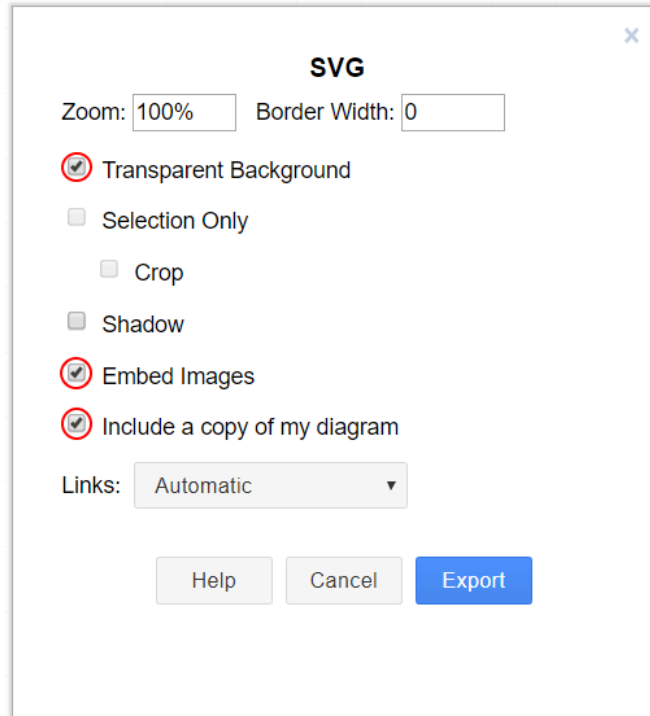 SVG
Zoom: 100% Border Width: 0
Transparent Background
Selection Only
Crop
Shadow
Embed Images
Include a copy of my diagram
Links: Automatic
Help Cancel Export